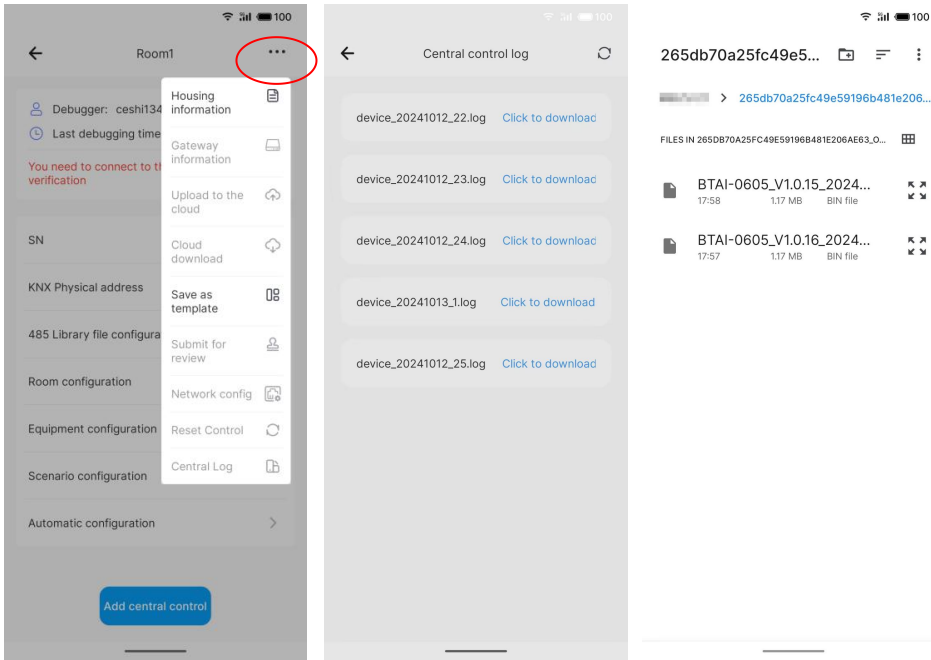 100
Room1
Debugger: ceshi134
Last debugging time
You need to connect to th
verification
SN
KNX Physical address
485 Library file configura
Room configuration
Equipment configuration
Scenario configuration
Automatic configuration
Add central control
Housing
information
Gateway
information
Upload to the
cloud
Cloud
download
Save as
template
Submit for
review
Network config
Reset Control
Central Log
100
Central control log
device_20241012_22.log Click to download
device_20241012_23.log Click to download
device_20241012_24.log Click to download
device_20241013_1.log Click to download
device_20241012_25.log Click to download
100
265db70a25fc49e5...
265db70a25fc49e59196b481e206...
FILES IN 265DB70A25FC49E59196B481E206AE63_O...
BTAI-0605_V1.0.15_2024...
17:58 1.17 MB BIN file
BTAI-0605_V1.0.16_2024...
17:57 1.17 MB BIN file